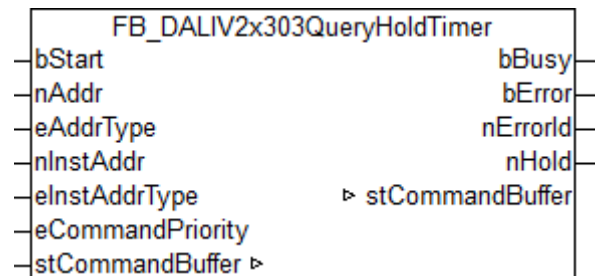 FB_DALIV2x303QueryHoldTimer
bStart bBusy
nAddr bError
eAddrType nErrorId
nInstAddr nHold
eInstAddrType ▹ stCommandBuffer
eCommandPriority
stCommandBuffer ▹